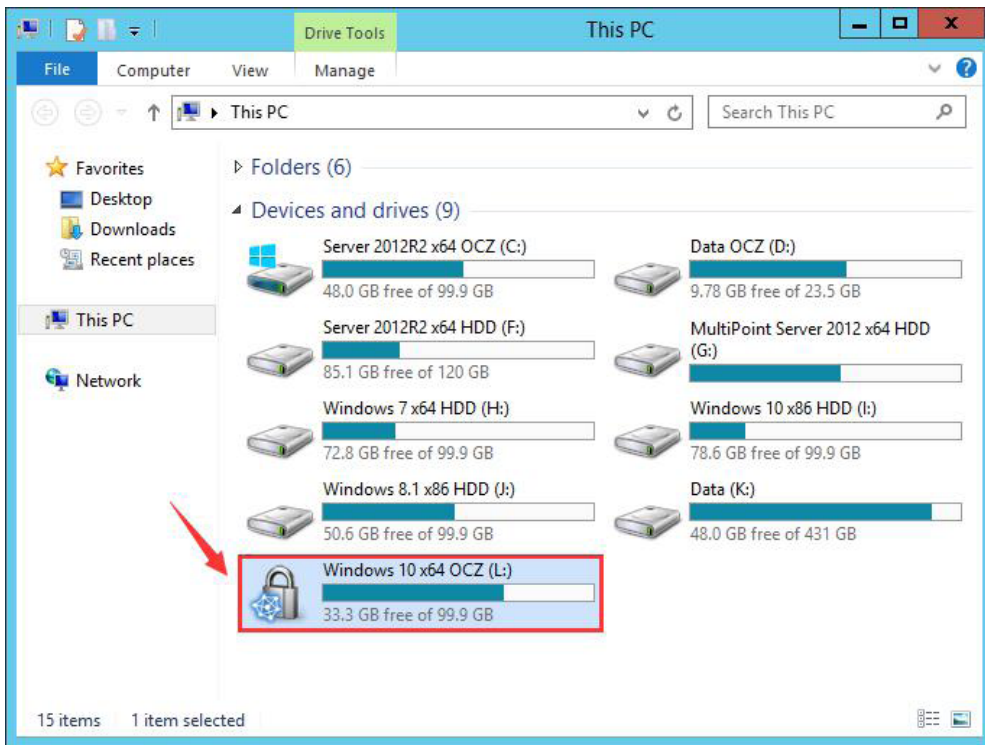 Drive Tools
This PC
File
Computer
View
Manage
This PC
Search This PC
Favorites
Desktop
Downloads
Recent places
This PC
Network
Folders (6)
Devices and drives (9)
Server 2012R2 x64 OCZ (C:)
48.0 GB free of 99.9 GB
Data OCZ (D:)
9.78 GB free of 23.5 GB
Server 2012R2 x64 HDD (F:)
85.1 GB free of 120 GB
MultiPoint Server 2012 x64 HDD
(G:)
Windows 7 x64 HDD (H:)
72.8 GB free of 99.9 GB
Windows 10 x86 HDD (I:)
78.6 GB free of 99.9 GB
Windows 8.1 x86 HDD (J:)
50.6 GB free of 99.9 GB
Data (K:)
48.0 GB free of 431 GB
Windows 10 x64 OCZ (L:)
33.3 GB free of 99.9 GB
15 items
1 item selected